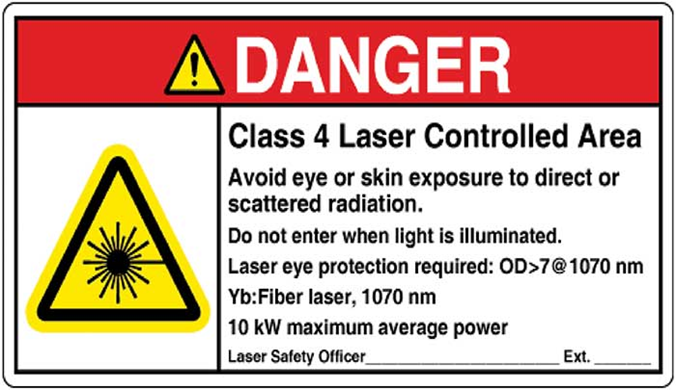 DANGER
Class 4 Laser Controlled Area
Avoid eye or skin exposure to direct or
scattered radiation.
Do not enter when light is illuminated.
Laser eye protection required: OD>7@1070 nm
Yb:Fiber laser, 1070 nm
10 kW maximum average power
Laser Safety Officer________________________ Ext. _______